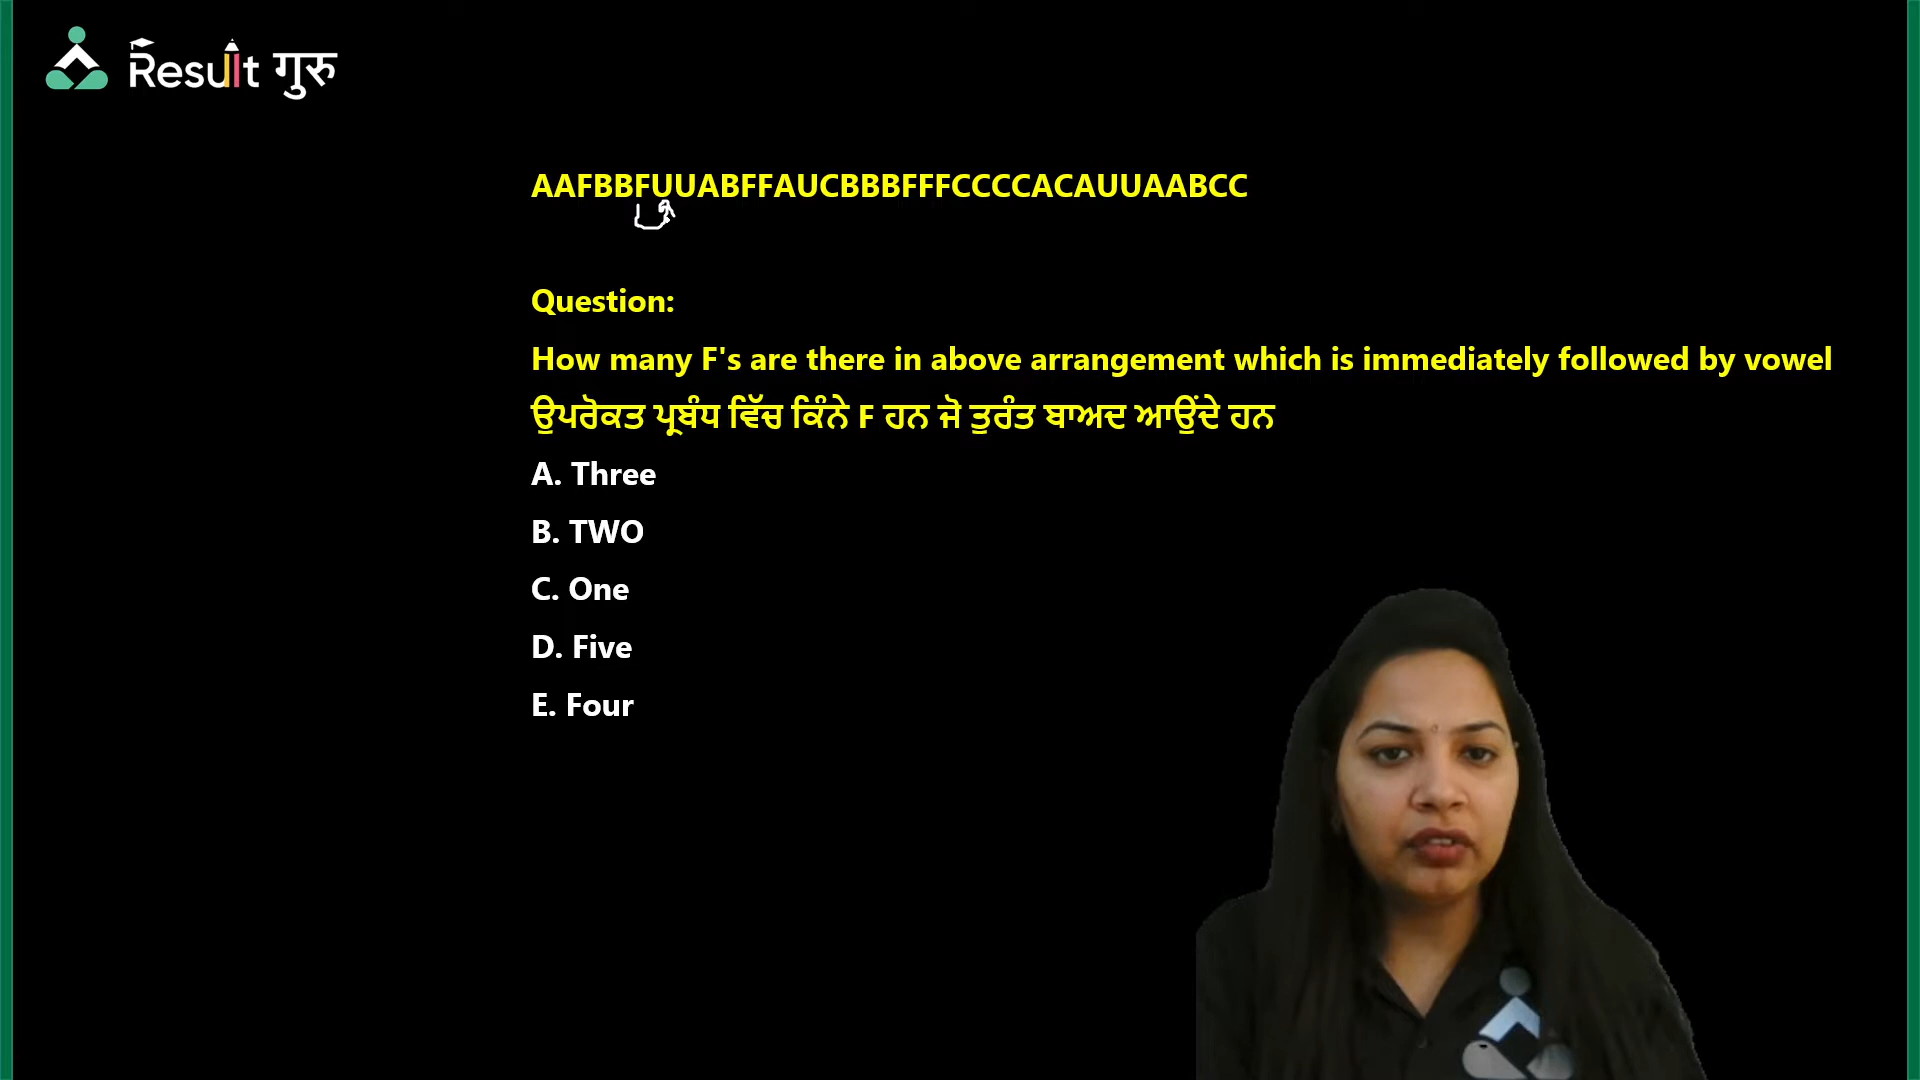 Result ਗੁਰੂ
AAFBBFUUABFFAUCBBBFFFCCCCACAUUAABCC
Question:
How many F's are there in above arrangement which is immediately followed by vowel
ਉਪਰੋਕਤ ਪ੍ਰਬੰਧ ਵਿੱਚ ਕਿੰਨੇ F ਹਨ ਜੋ ਤੁਰੰਤ ਬਾਅਦ ਆਉਂਦੇ ਹਨ
A. Three
B. TWO
C. One
D. Five
E. Four